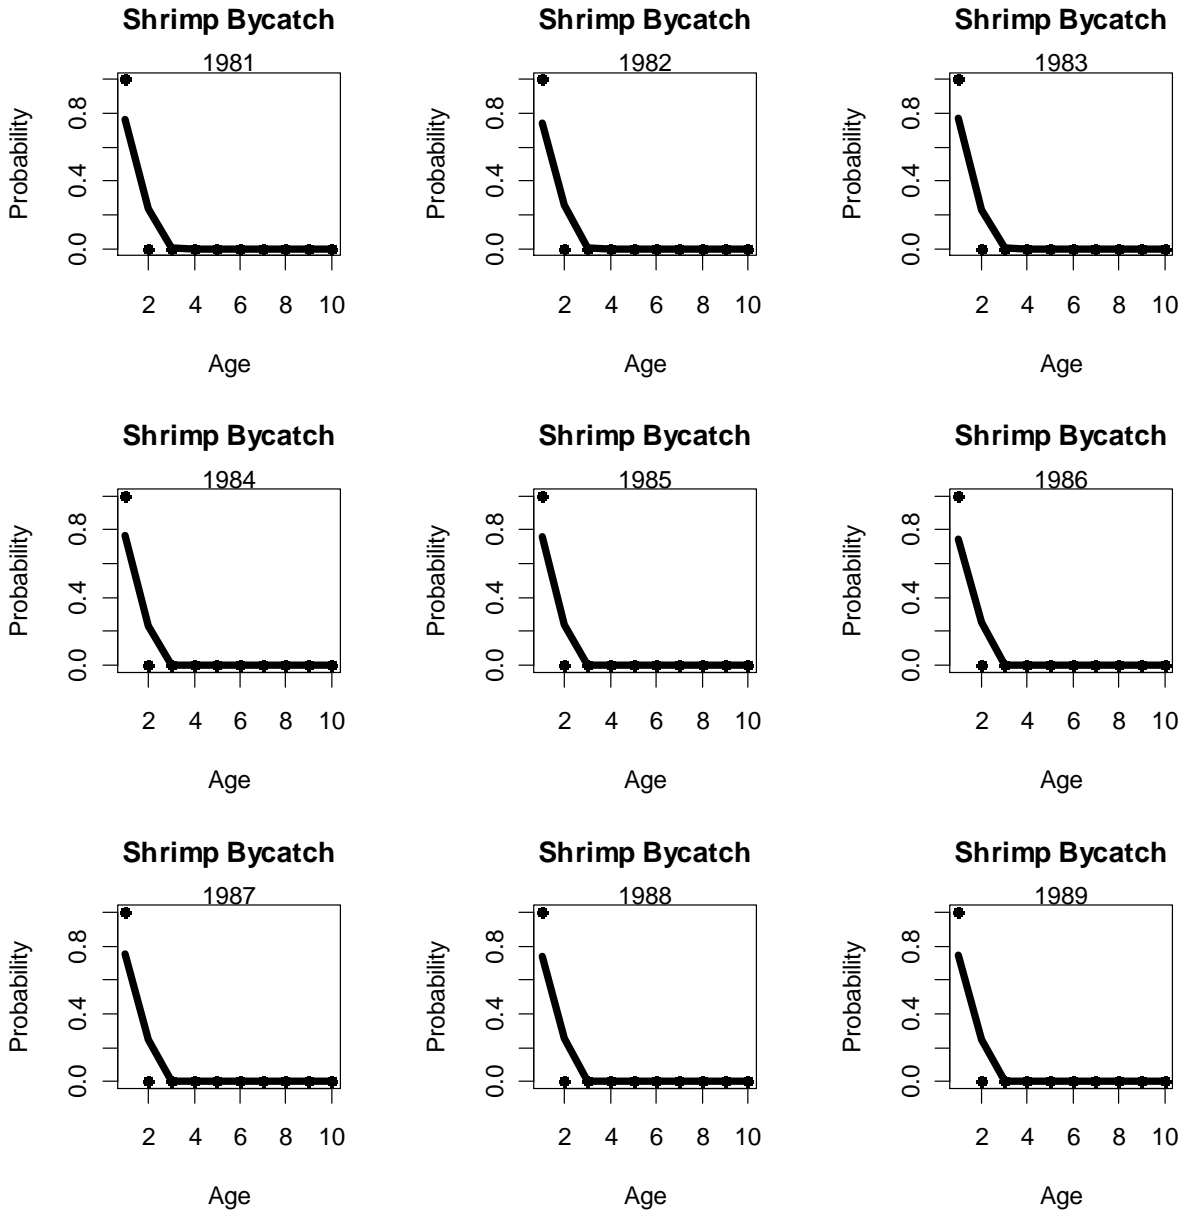 Shrimp Bycatch Shrimp Bycatch Shrimp Bycatch
1981 1982 1983
Probability 0.0 0.4 0.8 Probability 0.0 0.4 0.8 Probability 0.0 0.4 0.8
2 4 6 8 10 2 4 6 8 10 2 4 6 8 10
Age Age Age
Shrimp Bycatch Shrimp Bycatch Shrimp Bycatch
1984 1985 1986
Probability 0.0 0.4 0.8 Probability 0.0 0.4 0.8 Probability 0.0 0.4 0.8
2 4 6 8 10 2 4 6 8 10 2 4 6 8 10
Age Age Age
Shrimp Bycatch Shrimp Bycatch Shrimp Bycatch
1987 1988 1989
Probability 0.0 0.4 0.8 Probability 0.0 0.4 0.8 Probability 0.0 0.4 0.8
2 4 6 8 10 2 4 6 8 10 2 4 6 8 10
Age Age Age